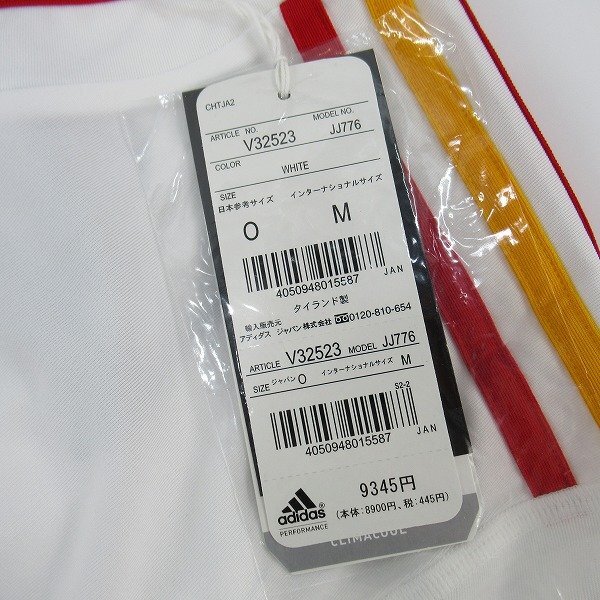 CHTJA2
ARTICLE NO. V32523 MODEL NO. JJ776
COLOR WHITE
SIZE
日本参考サイズ インターナショナルサイズ
O M
4050948015587 JAN
タイランド製
輸入販売元
アディダス ジャパン株式会社 0120-810-654
ARTICLE V32523 MODEL JJ776
SIZE ジャパン O インターナショナルサイズ M
S2-2
4050948015587 JAN
adidas®
PERFORMANCE
9345円
(本体:8900円、税:445円)
CLIMACOOL